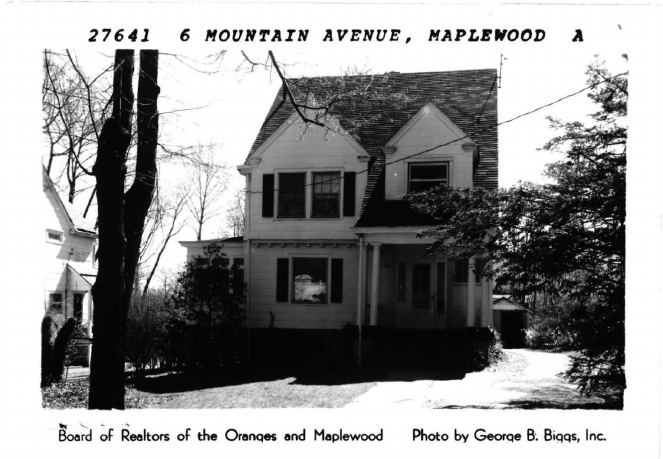 27641 6 MOUNTAIN AVENUE, MAPLEWOOD A
Board of Realtors of the Oranges and Maplewood Photo by George B. Biggs, Inc.